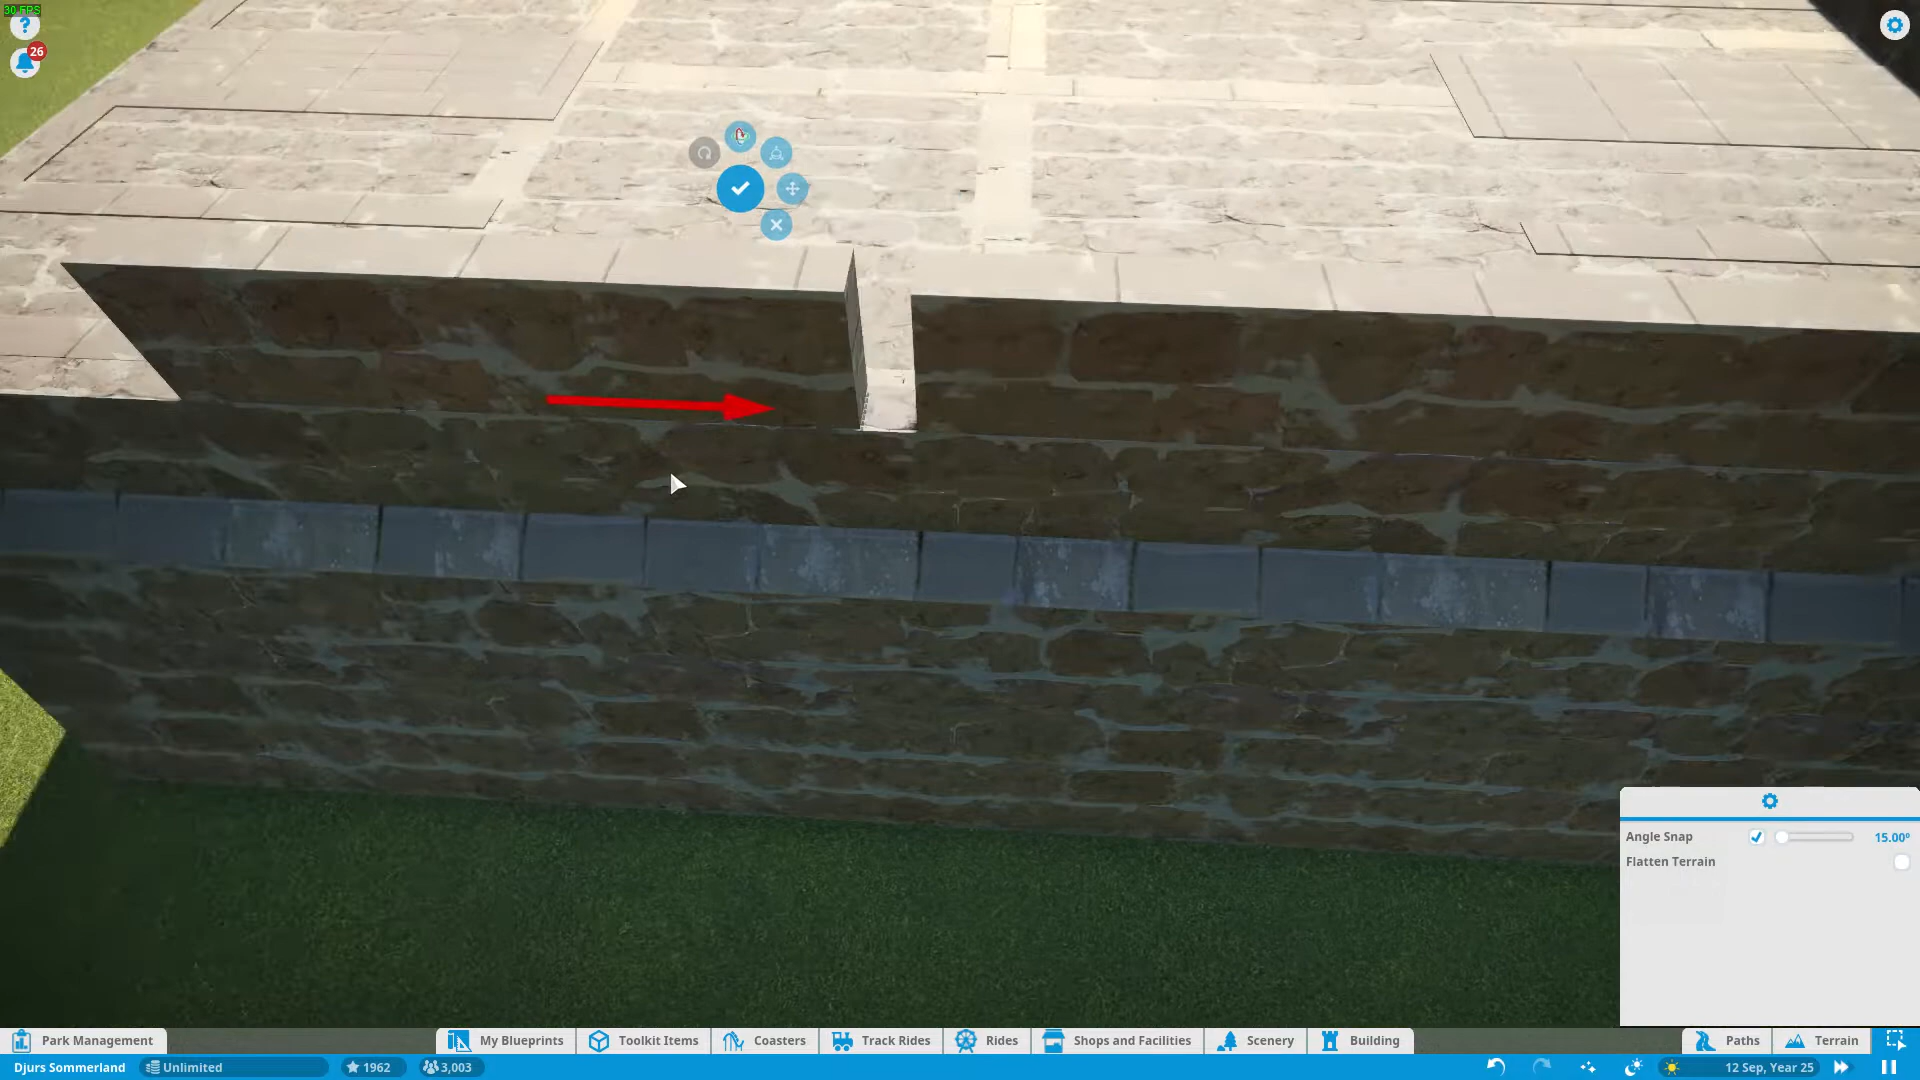 30 FPS
?
26
Angle Snap 15.00º
Flatten Terrain
Park Management
My Blueprints
Toolkit Items
Coasters
Track Rides
Rides
Shops and Facilities
Scenery
Building
Paths
Terrain
Djurs Sommerland
Unlimited
1962
3,003
12 Sep, Year 25